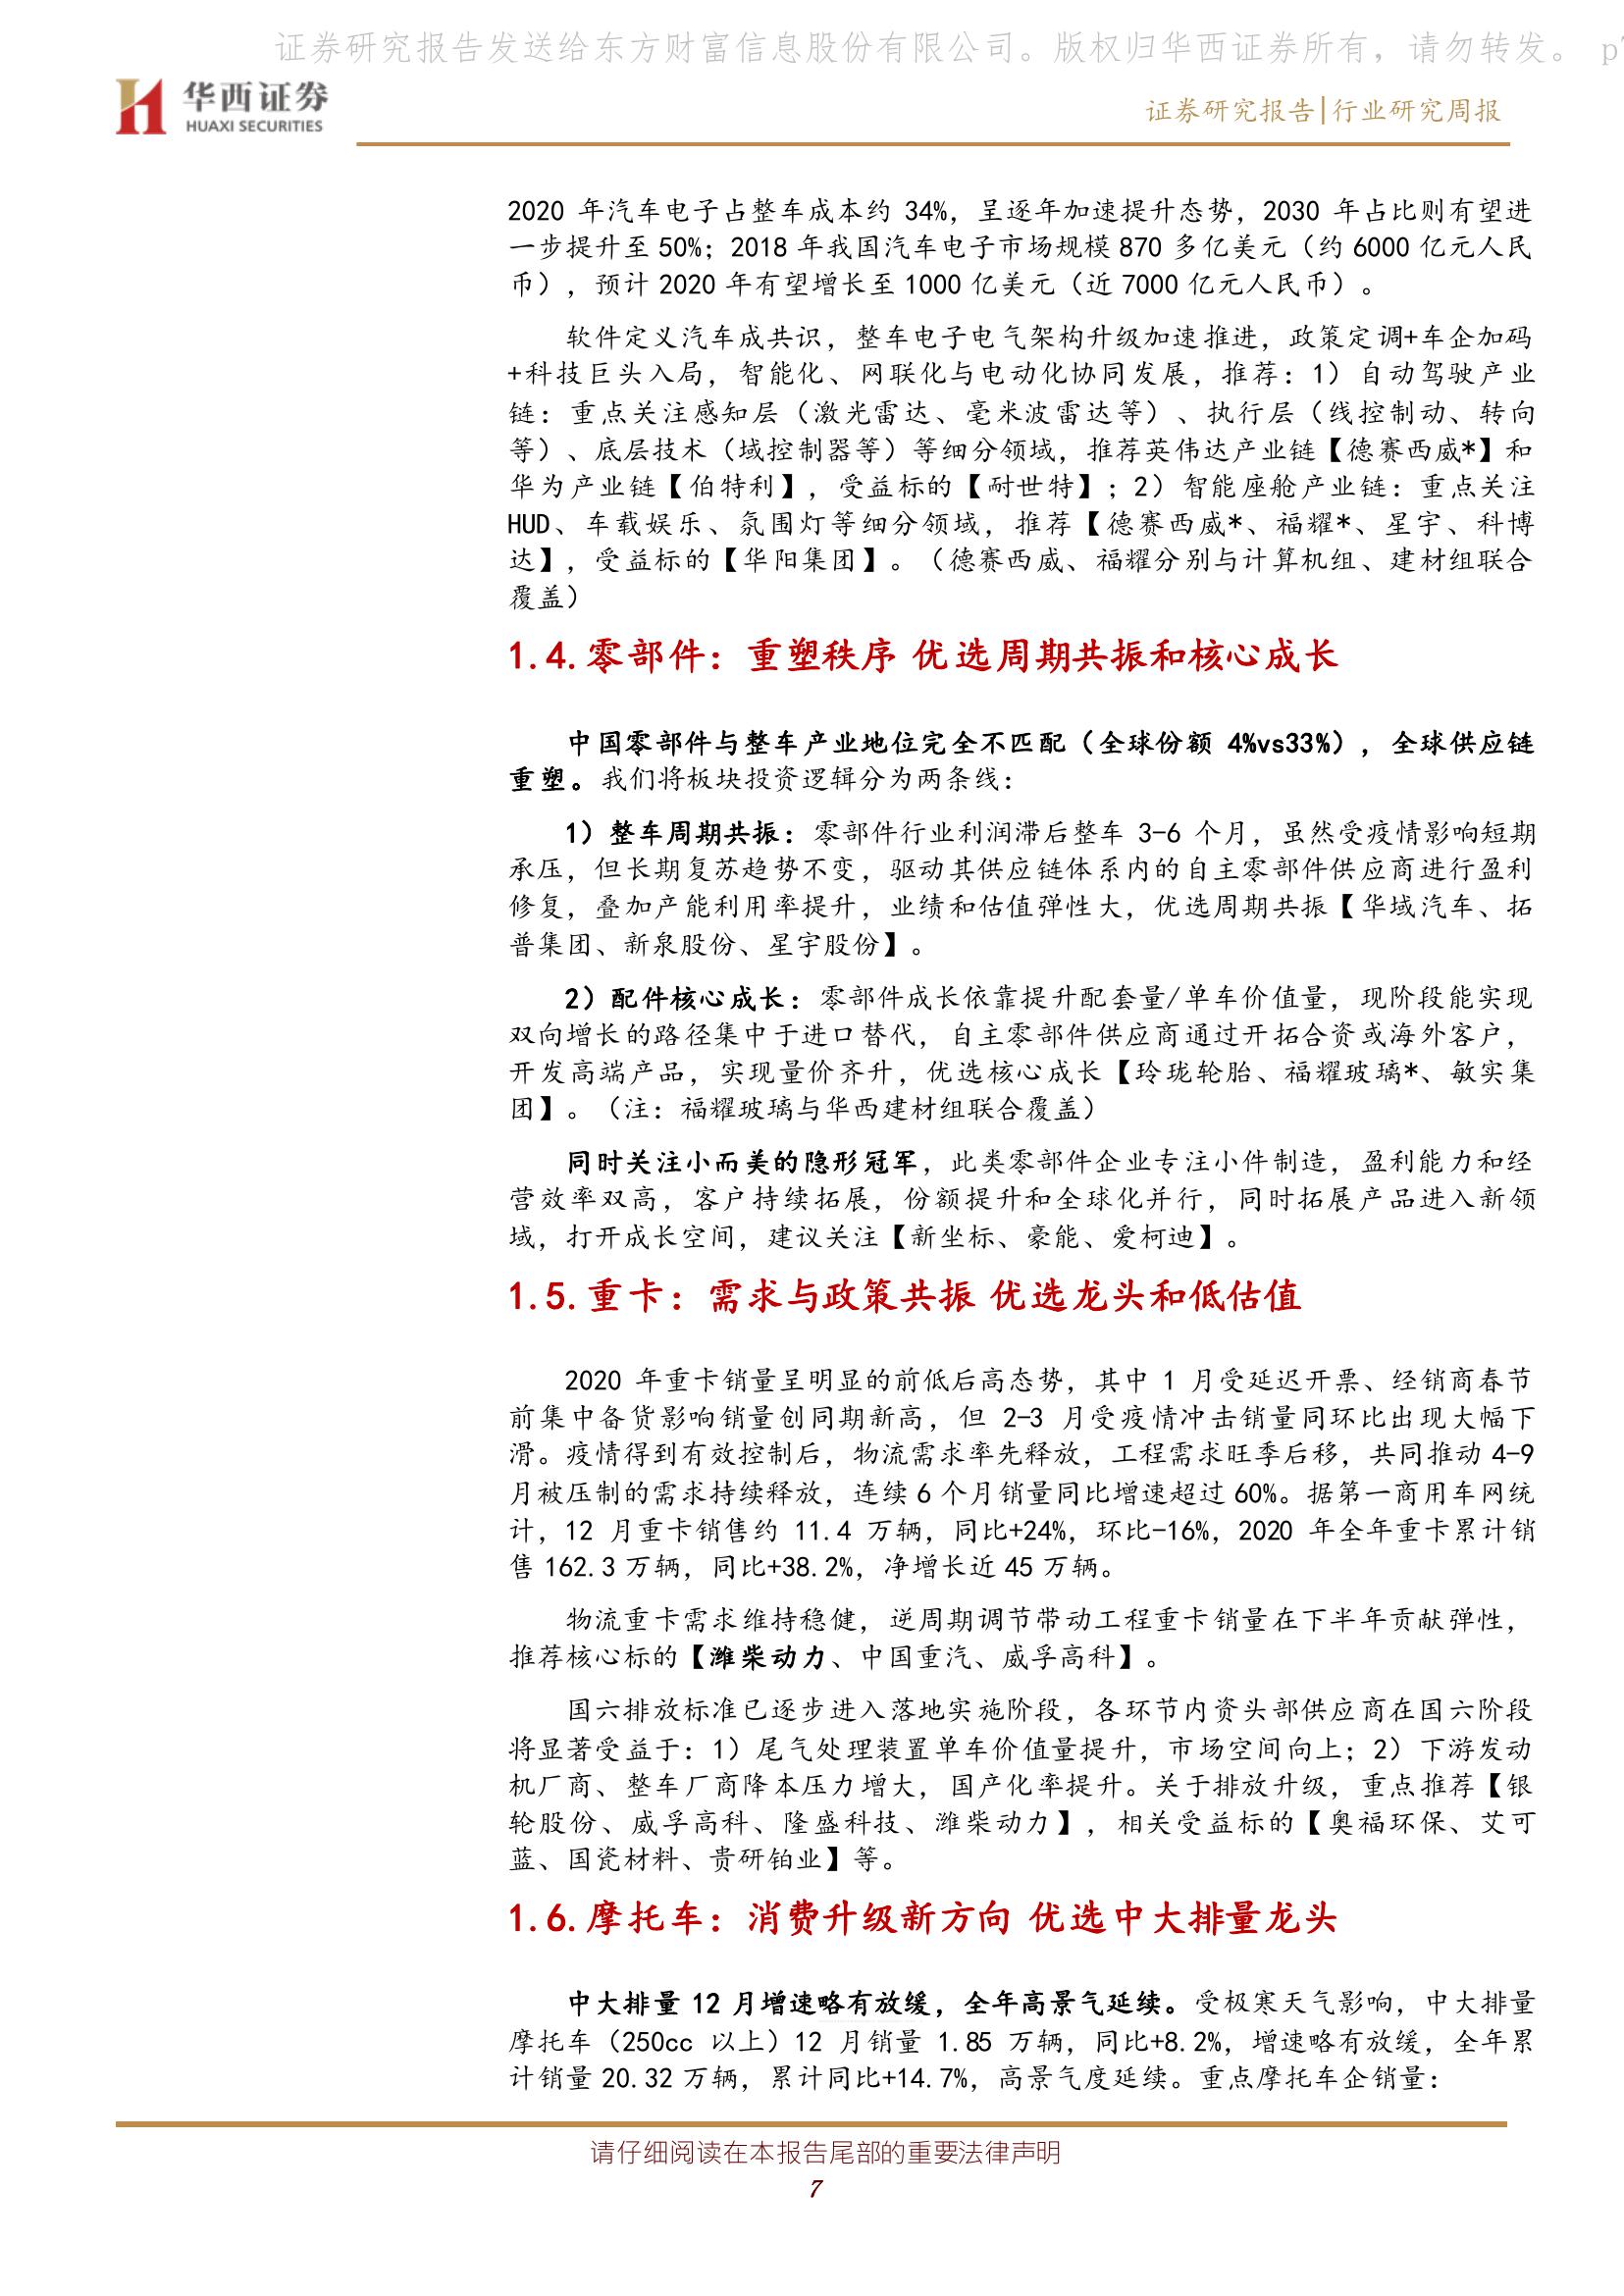 证券研究报告发送给东方财富信息股份有限公司。版权归华西证券所有，请勿转发。 p
华西证券
HUAXI SECURITIES
证券研究报告|行业研究周报
2020 年汽车电子占整车成本约 34%，呈逐年加速提升态势，2030 年占比则有望进
一步提升至 50%；2018 年我国汽车电子市场规模 870 多亿美元（约 6000 亿元人民
币），预计 2020 年有望增长至 1000 亿美元（近 7000 亿元人民币）。
软件定义汽车成共识，整车电子电气架构升级加速推进，政策定调+车企加码
+科技巨头入局，智能化、网联化与电动化协同发展，推荐：1）自动驾驶产业
链：重点关注感知层（激光雷达、毫米波雷达等）、执行层（线控制动、转向
等）、底层技术（域控制器等）等细分领域，推荐英伟达产业链【德赛西威*】和
华为产业链【伯特利】，受益标的【耐世特】；2）智能座舱产业链：重点关注
HUD、车载娱乐、氛围灯等细分领域，推荐【德赛西威*、福耀*、星宇、科博
达】，受益标的【华阳集团】。（德赛西威、福耀分别与计算机组、建材组联合
覆盖）
1.4.零部件：重塑秩序 优选周期共振和核心成长
中国零部件与整车产业地位完全不匹配（全球份额 4%vs33%），全球供应链
重塑。我们将板块投资逻辑分为两条线：
1）整车周期共振：零部件行业利润滞后整车 3-6 个月，虽然受疫情影响短期
承压，但长期复苏趋势不变，驱动其供应链体系内的自主零部件供应商进行盈利
修复，叠加产能利用率提升，业绩和估值弹性大，优选周期共振【华域汽车、拓
普集团、新泉股份、星宇股份】。
2）配件核心成长：零部件成长依靠提升配套量/单车价值量，现阶段能实现
双向增长的路径集中于进口替代，自主零部件供应商通过开拓合资或海外客户，
开发高端产品，实现量价齐升，优选核心成长【玲珑轮胎、福耀玻璃*、敏实集
团】。（注：福耀玻璃与华西建材组联合覆盖）
同时关注小而美的隐形冠军，此类零部件企业专注小件制造，盈利能力和经
营效率双高，客户持续拓展，份额提升和全球化并行，同时拓展产品进入新领
域，打开成长空间，建议关注【新坐标、豪能、爱柯迪】。
1.5.重卡：需求与政策共振 优选龙头和低估值
2020 年重卡销量呈明显的前低后高态势，其中 1 月受延迟开票、经销商春节
前集中备货影响销量创同期新高，但 2-3 月受疫情冲击销量同环比出现大幅下
滑。疫情得到有效控制后，物流需求率先释放，工程需求旺季后移，共同推动 4-9
月被压制的需求持续释放，连续 6 个月销量同比增速超过 60%。据第一商用车网统
计，12 月重卡销售约 11.4 万辆，同比+24%，环比-16%，2020 年全年重卡累计销
售 162.3 万辆，同比+38.2%，净增长近 45 万辆。
物流重卡需求维持稳健，逆周期调节带动工程重卡销量在下半年贡献弹性，
推荐核心标的【潍柴动力、中国重汽、威孚高科】。
国六排放标准已逐步进入落地实施阶段，各环节内资头部供应商在国六阶段
将显著受益于：1）尾气处理装置单车价值量提升，市场空间向上；2）下游发动
机厂商、整车厂商降本压力增大，国产化率提升。关于排放升级，重点推荐【银
轮股份、威孚高科、隆盛科技、潍柴动力】，相关受益标的【奥福环保、艾可
蓝、国瓷材料、贵研铂业】等。
1.6.摩托车：消费升级新方向 优选中大排量龙头
中大排量 12 月增速略有放缓，全年高景气延续。受极寒天气影响，中大排量
摩托车（250cc 以上）12 月销量 1.85 万辆，同比+8.2%，增速略有放缓，全年累
计销量 20.32 万辆，累计同比+14.7%，高景气度延续。重点摩托车企销量：
请仔细阅读在本报告尾部的重要法律声明
7